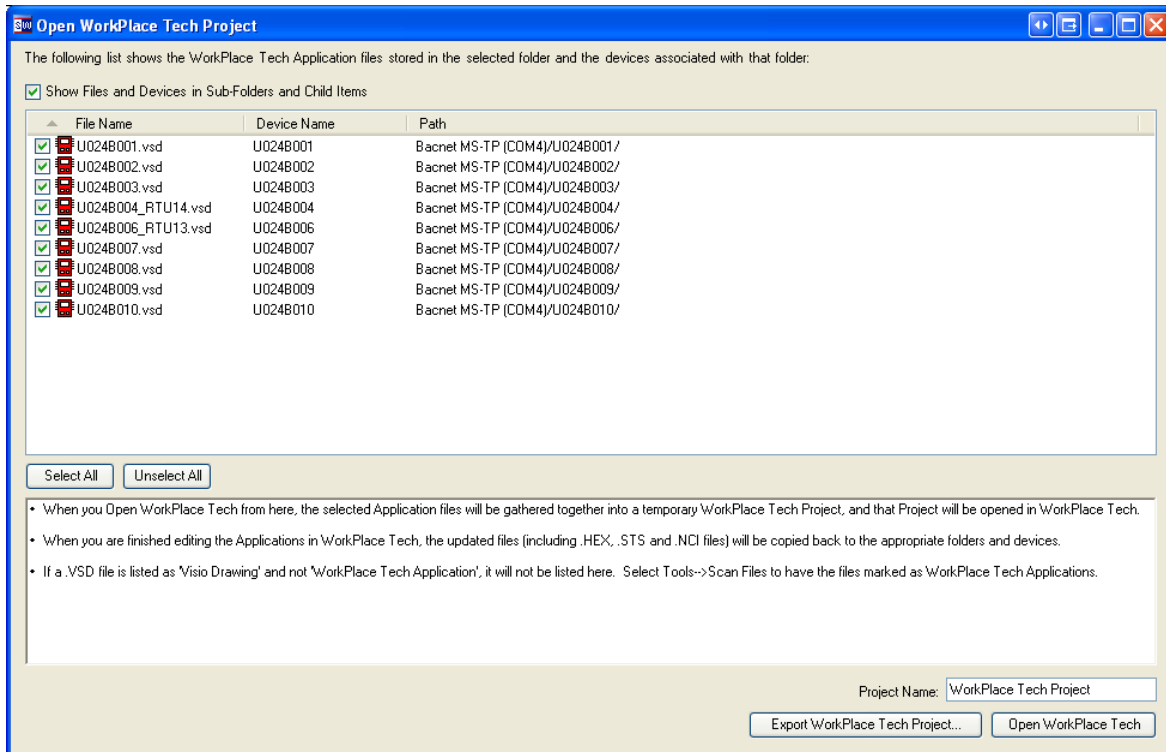 SW Open WorkPlace Tech Project
The following list shows the WorkPlace Tech Application files stored in the selected folder and the devices associated with that folder:
Show Files and Devices in Sub-Folders and Child Items
File Name Device Name Path
U024B001.vsd U024B001 Bacnet MS-TP (COM4)/U024B001/
U024B002.vsd U024B002 Bacnet MS-TP (COM4)/U024B002/
U024B003.vsd U024B003 Bacnet MS-TP (COM4)/U024B003/
U024B004_RTU14.vsd U024B004 Bacnet MS-TP (COM4)/U024B004/
U024B006_RTU13.vsd U024B006 Bacnet MS-TP (COM4)/U024B006/
U024B007.vsd U024B007 Bacnet MS-TP (COM4)/U024B007/
U024B008.vsd U024B008 Bacnet MS-TP (COM4)/U024B008/
U024B009.vsd U024B009 Bacnet MS-TP (COM4)/U024B009/
U024B010.vsd U024B010 Bacnet MS-TP (COM4)/U024B010/
Select All Unselect All
• When you Open WorkPlace Tech from here, the selected Application files will be gathered together into a temporary WorkPlace Tech Project, and that Project will be opened in WorkPlace Tech.
• When you are finished editing the Applications in WorkPlace Tech, the updated files (including .HEX, .STS and .NCI files) will be copied back to the appropriate folders and devices.
• If a .VSD file is listed as 'Visio Drawing' and not 'WorkPlace Tech Application', it will not be listed here. Select Tools-->Scan Files to have the files marked as WorkPlace Tech Applications.
Project Name: WorkPlace Tech Project
Export WorkPlace Tech Project... Open WorkPlace Tech